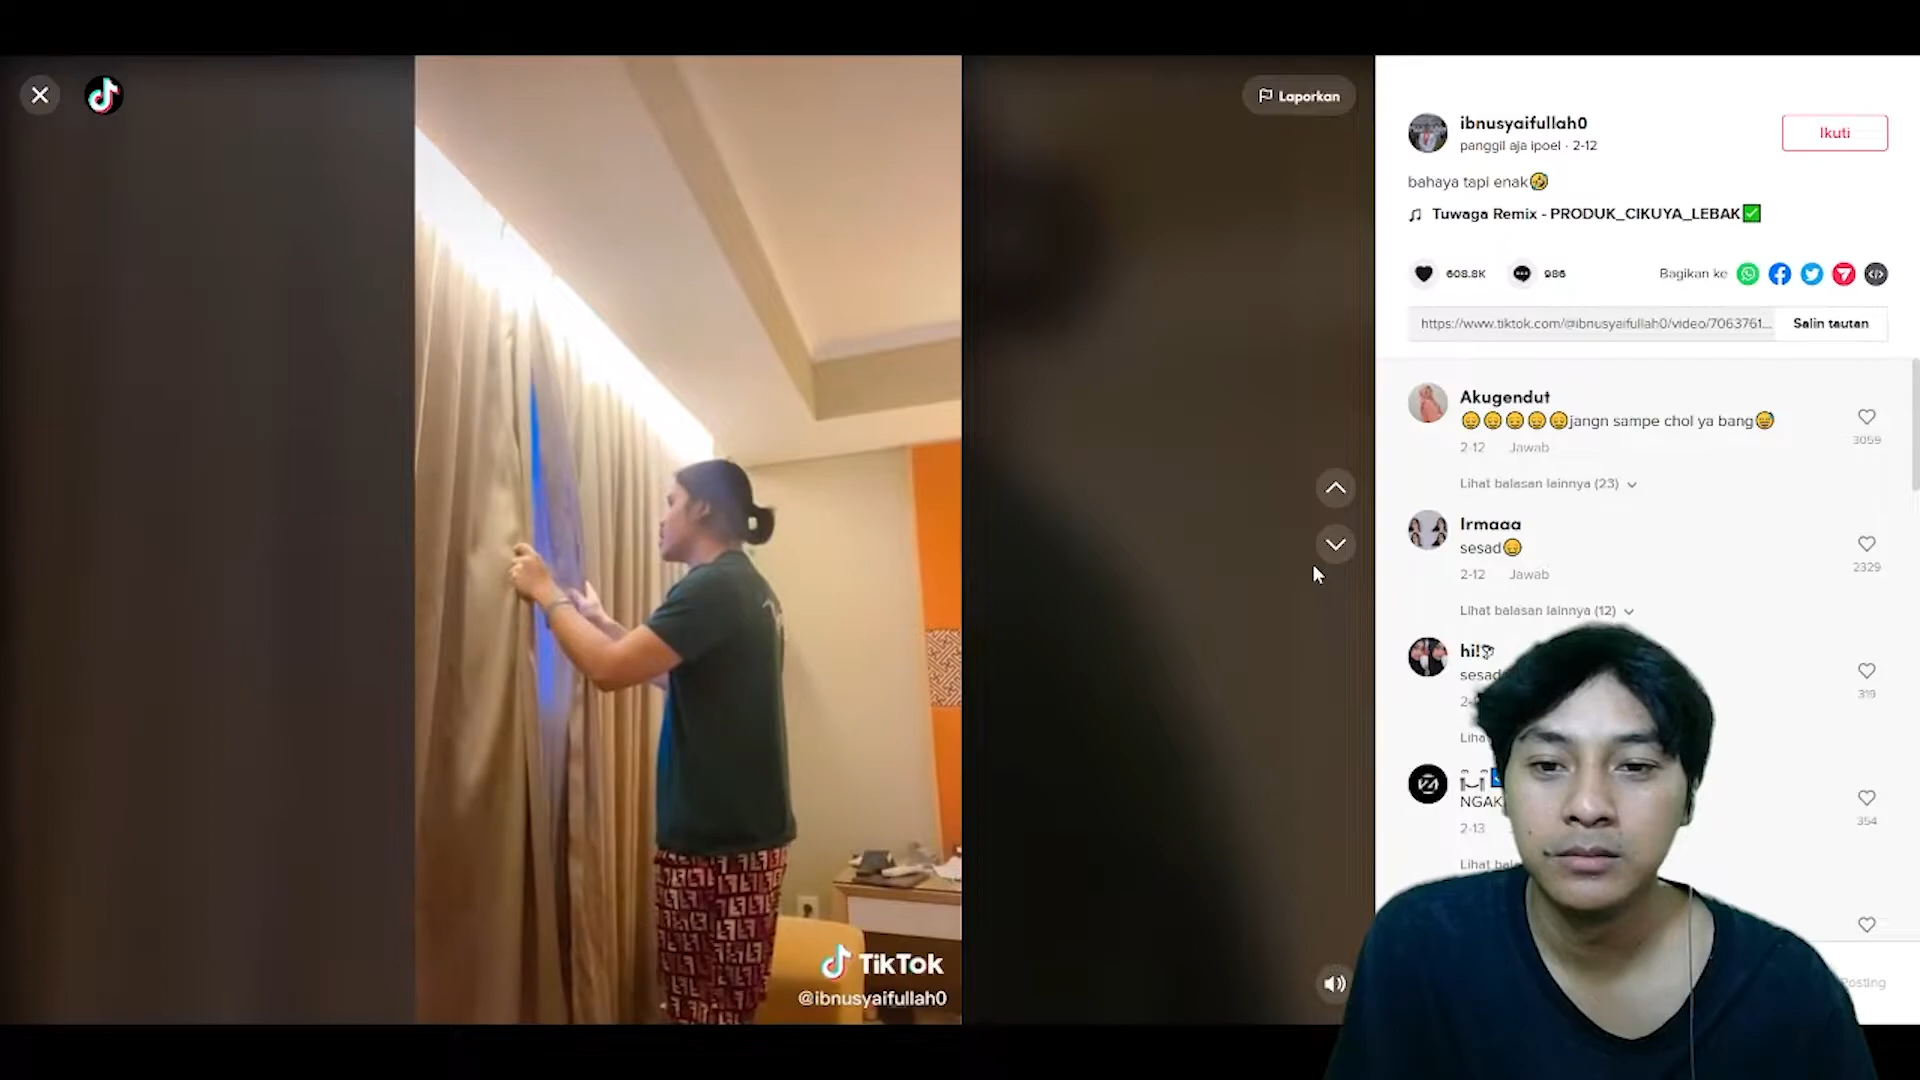 Laporkan
TikTok
@ibnusyaifullah0
ibnusyaifullah0
panggil aja ipoel · 2-12
Ikuti
bahaya tapi enak🤣
Tuwaga Remix - PRODUK_CIKUYA_LEBAK✅
608.8K
986
Bagikan ke
https://www.tiktok.com/@ibnusyaifullah0/video/7063761...
Salin tautan
Akugendut
😔😔😔😔😔jangn sampe chol ya bang😅
3059
2-12 Jawab
Lihat balasan lainnya (23)
Irmaaa
sesad😔
2329
2-12 Jawab
Lihat balasan lainnya (12)
hi!
319
354
2-13